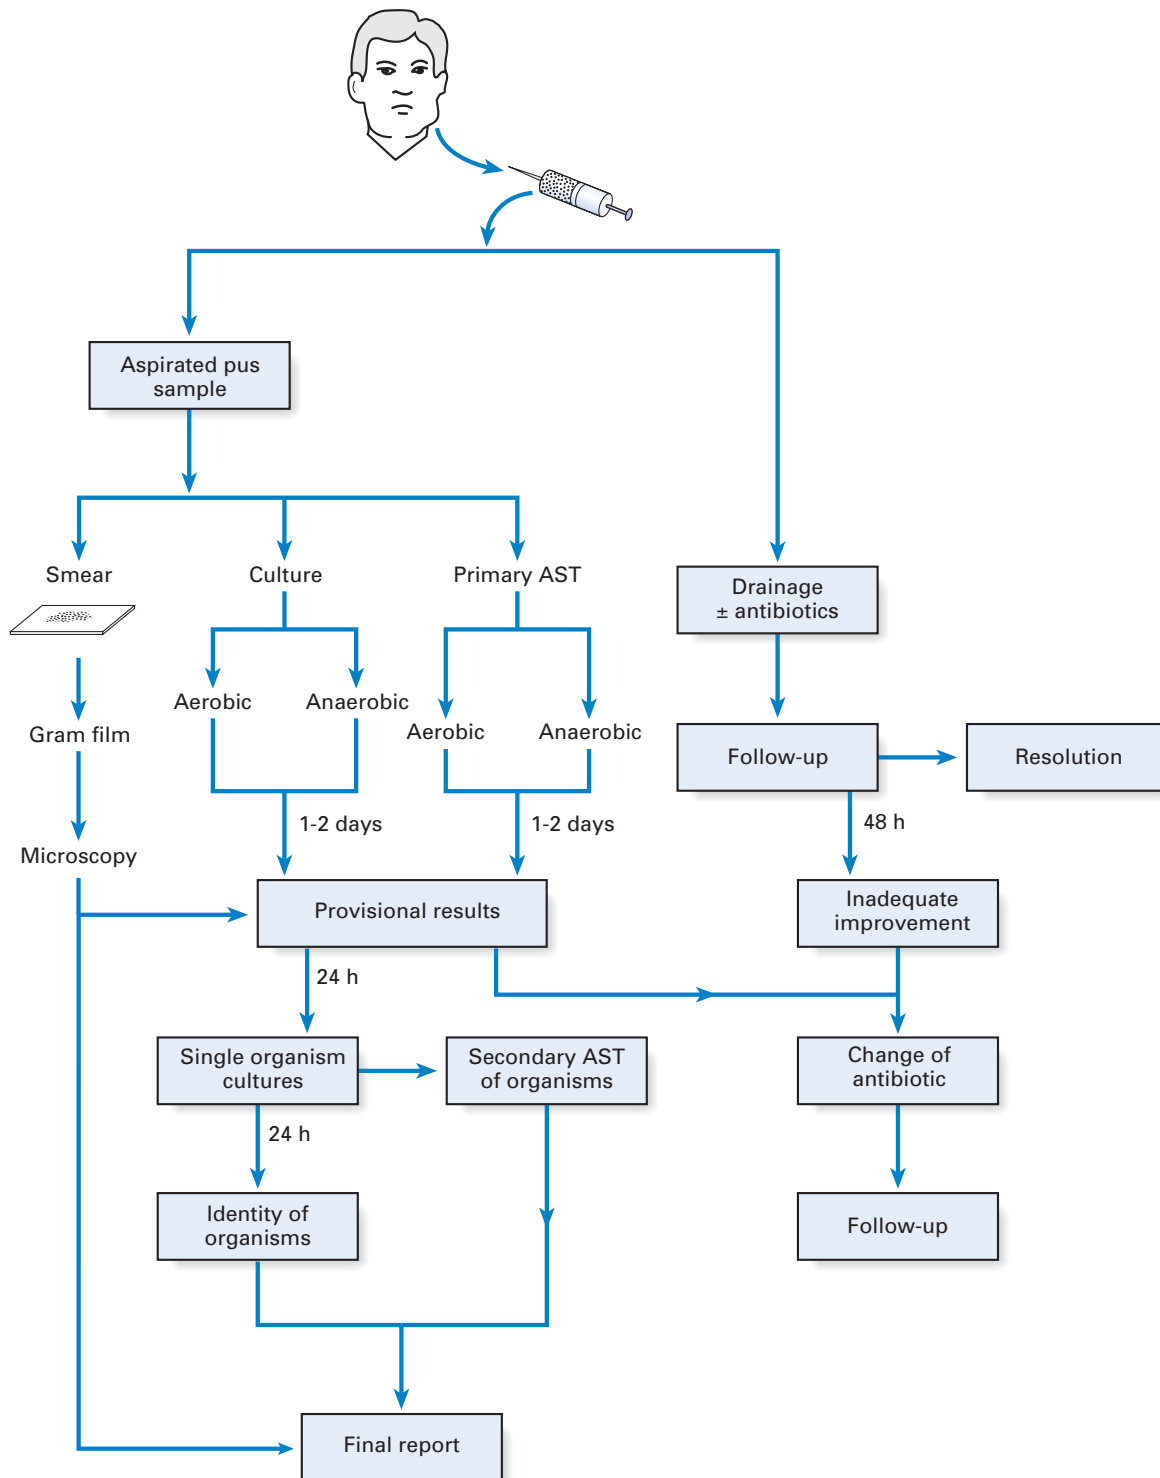 Aspirated pus
sample
Smear
Culture
Primary AST
Drainage
± antibiotics
Aerobic
Anaerobic
Aerobic
Anaerobic
Gram film
Follow-up
Resolution
1-2 days
1-2 days
48 h
Microscopy
Provisional results
Inadequate
improvement
24 h
Single organism
cultures
Secondary AST
of organisms
Change of
antibiotic
24 h
Identity of
organisms
Follow-up
Final report